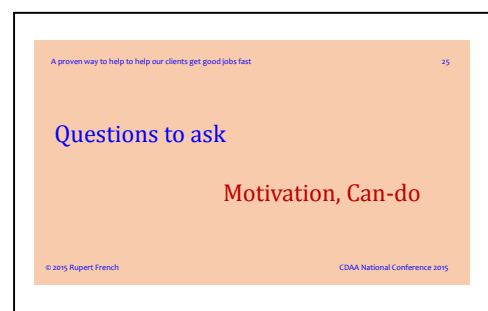 A proven way to help to help our clients get good jobs fast 25
Questions to ask
Motivation, Can-do
© 2015 Rupert French CDAA National Conference 2015